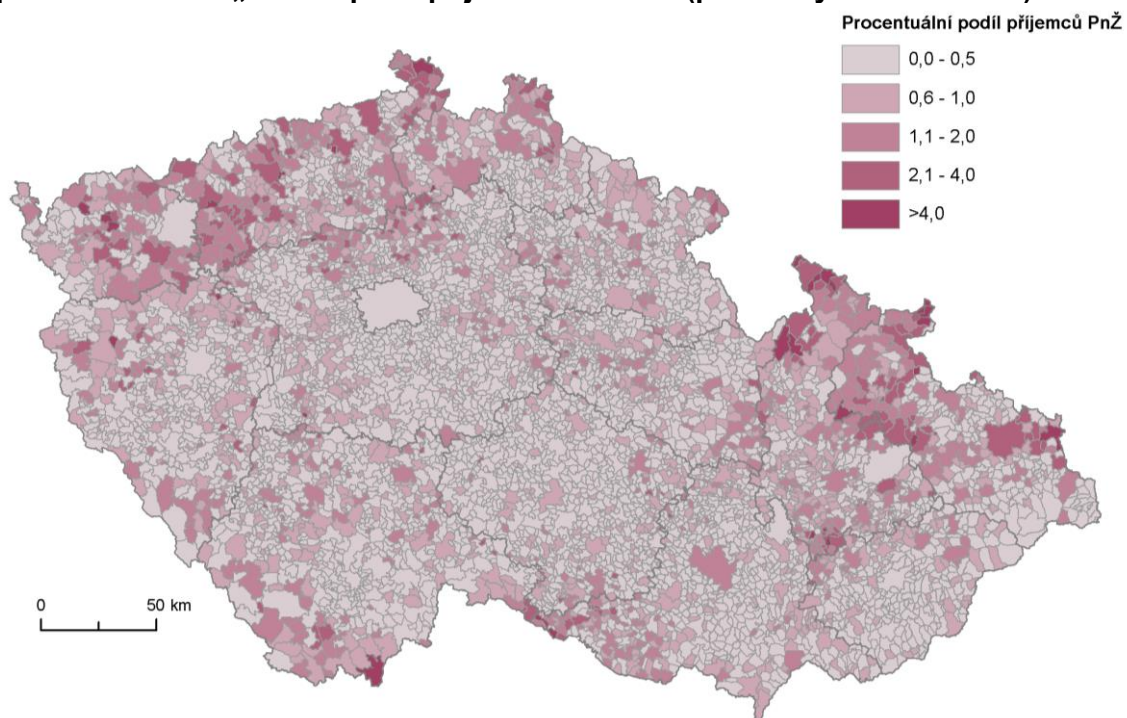 Procentuální podíl příjemců PnŽ
0,0 - 0,5
0,6 - 1,0
1,1 - 2,0
2,1 - 4,0
>4,0
0 50 km